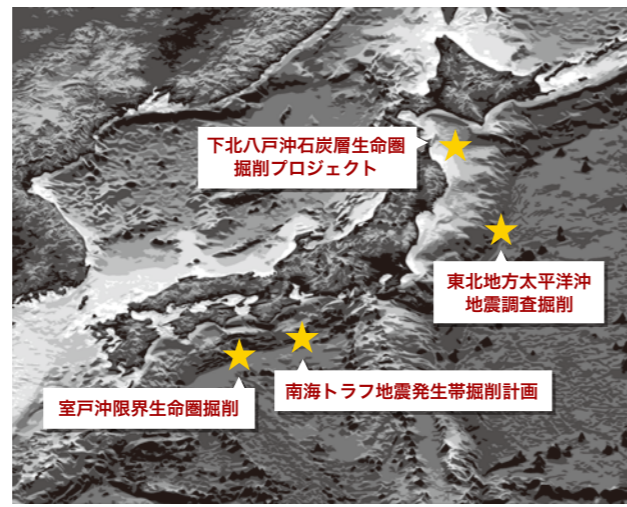 下北八戸沖石炭層生命圏
掘削プロジェクト
東北地方太平洋沖
地震調査掘削
南海トラフ地震発生帯掘削計画
室戸沖限界生命圏掘削